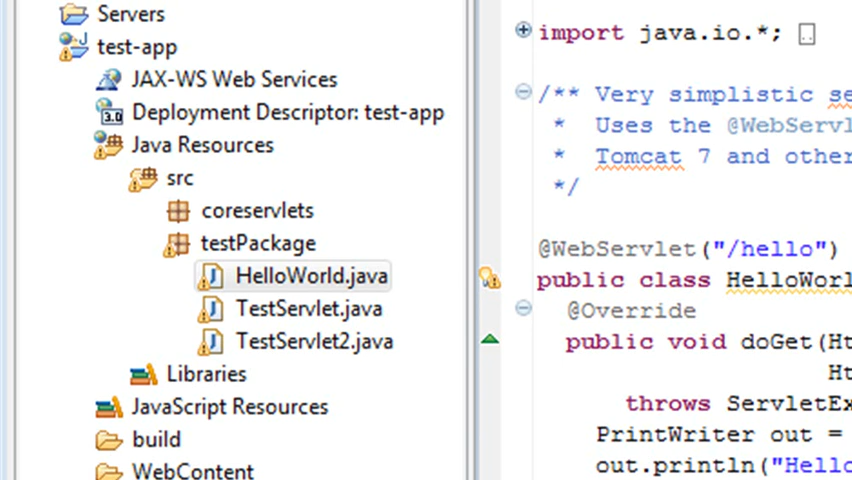 Servers
test-app
JAX-WS Web Services
3.0 Deployment Descriptor: test-app
Java Resources
src
coreservlets
testPackage
HelloWorld.java
TestServlet.java
TestServlet2.java
Libraries
JavaScript Resources
build
WebContent
import java.io.*;
/** Very simplistic se
* Uses the @WebServl
* Tomcat 7 and other
*/
@WebServlet("/hello")
public class HelloWorl
@Override
public void doGet(Ht
Ht
throws ServletEx
PrintWriter out =
out.println("Hello